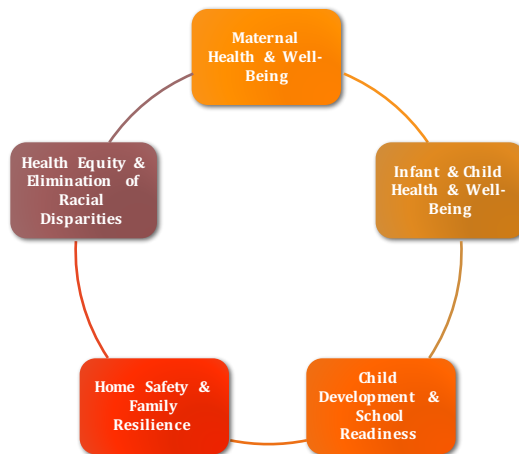 Maternal
Health & Well-
Being
Infant & Child
Health & Well-
Being
Child
Development &
School
Readiness
Home Safety &
Family
Resilience
Health Equity &
Elimination of
Racial
Disparities